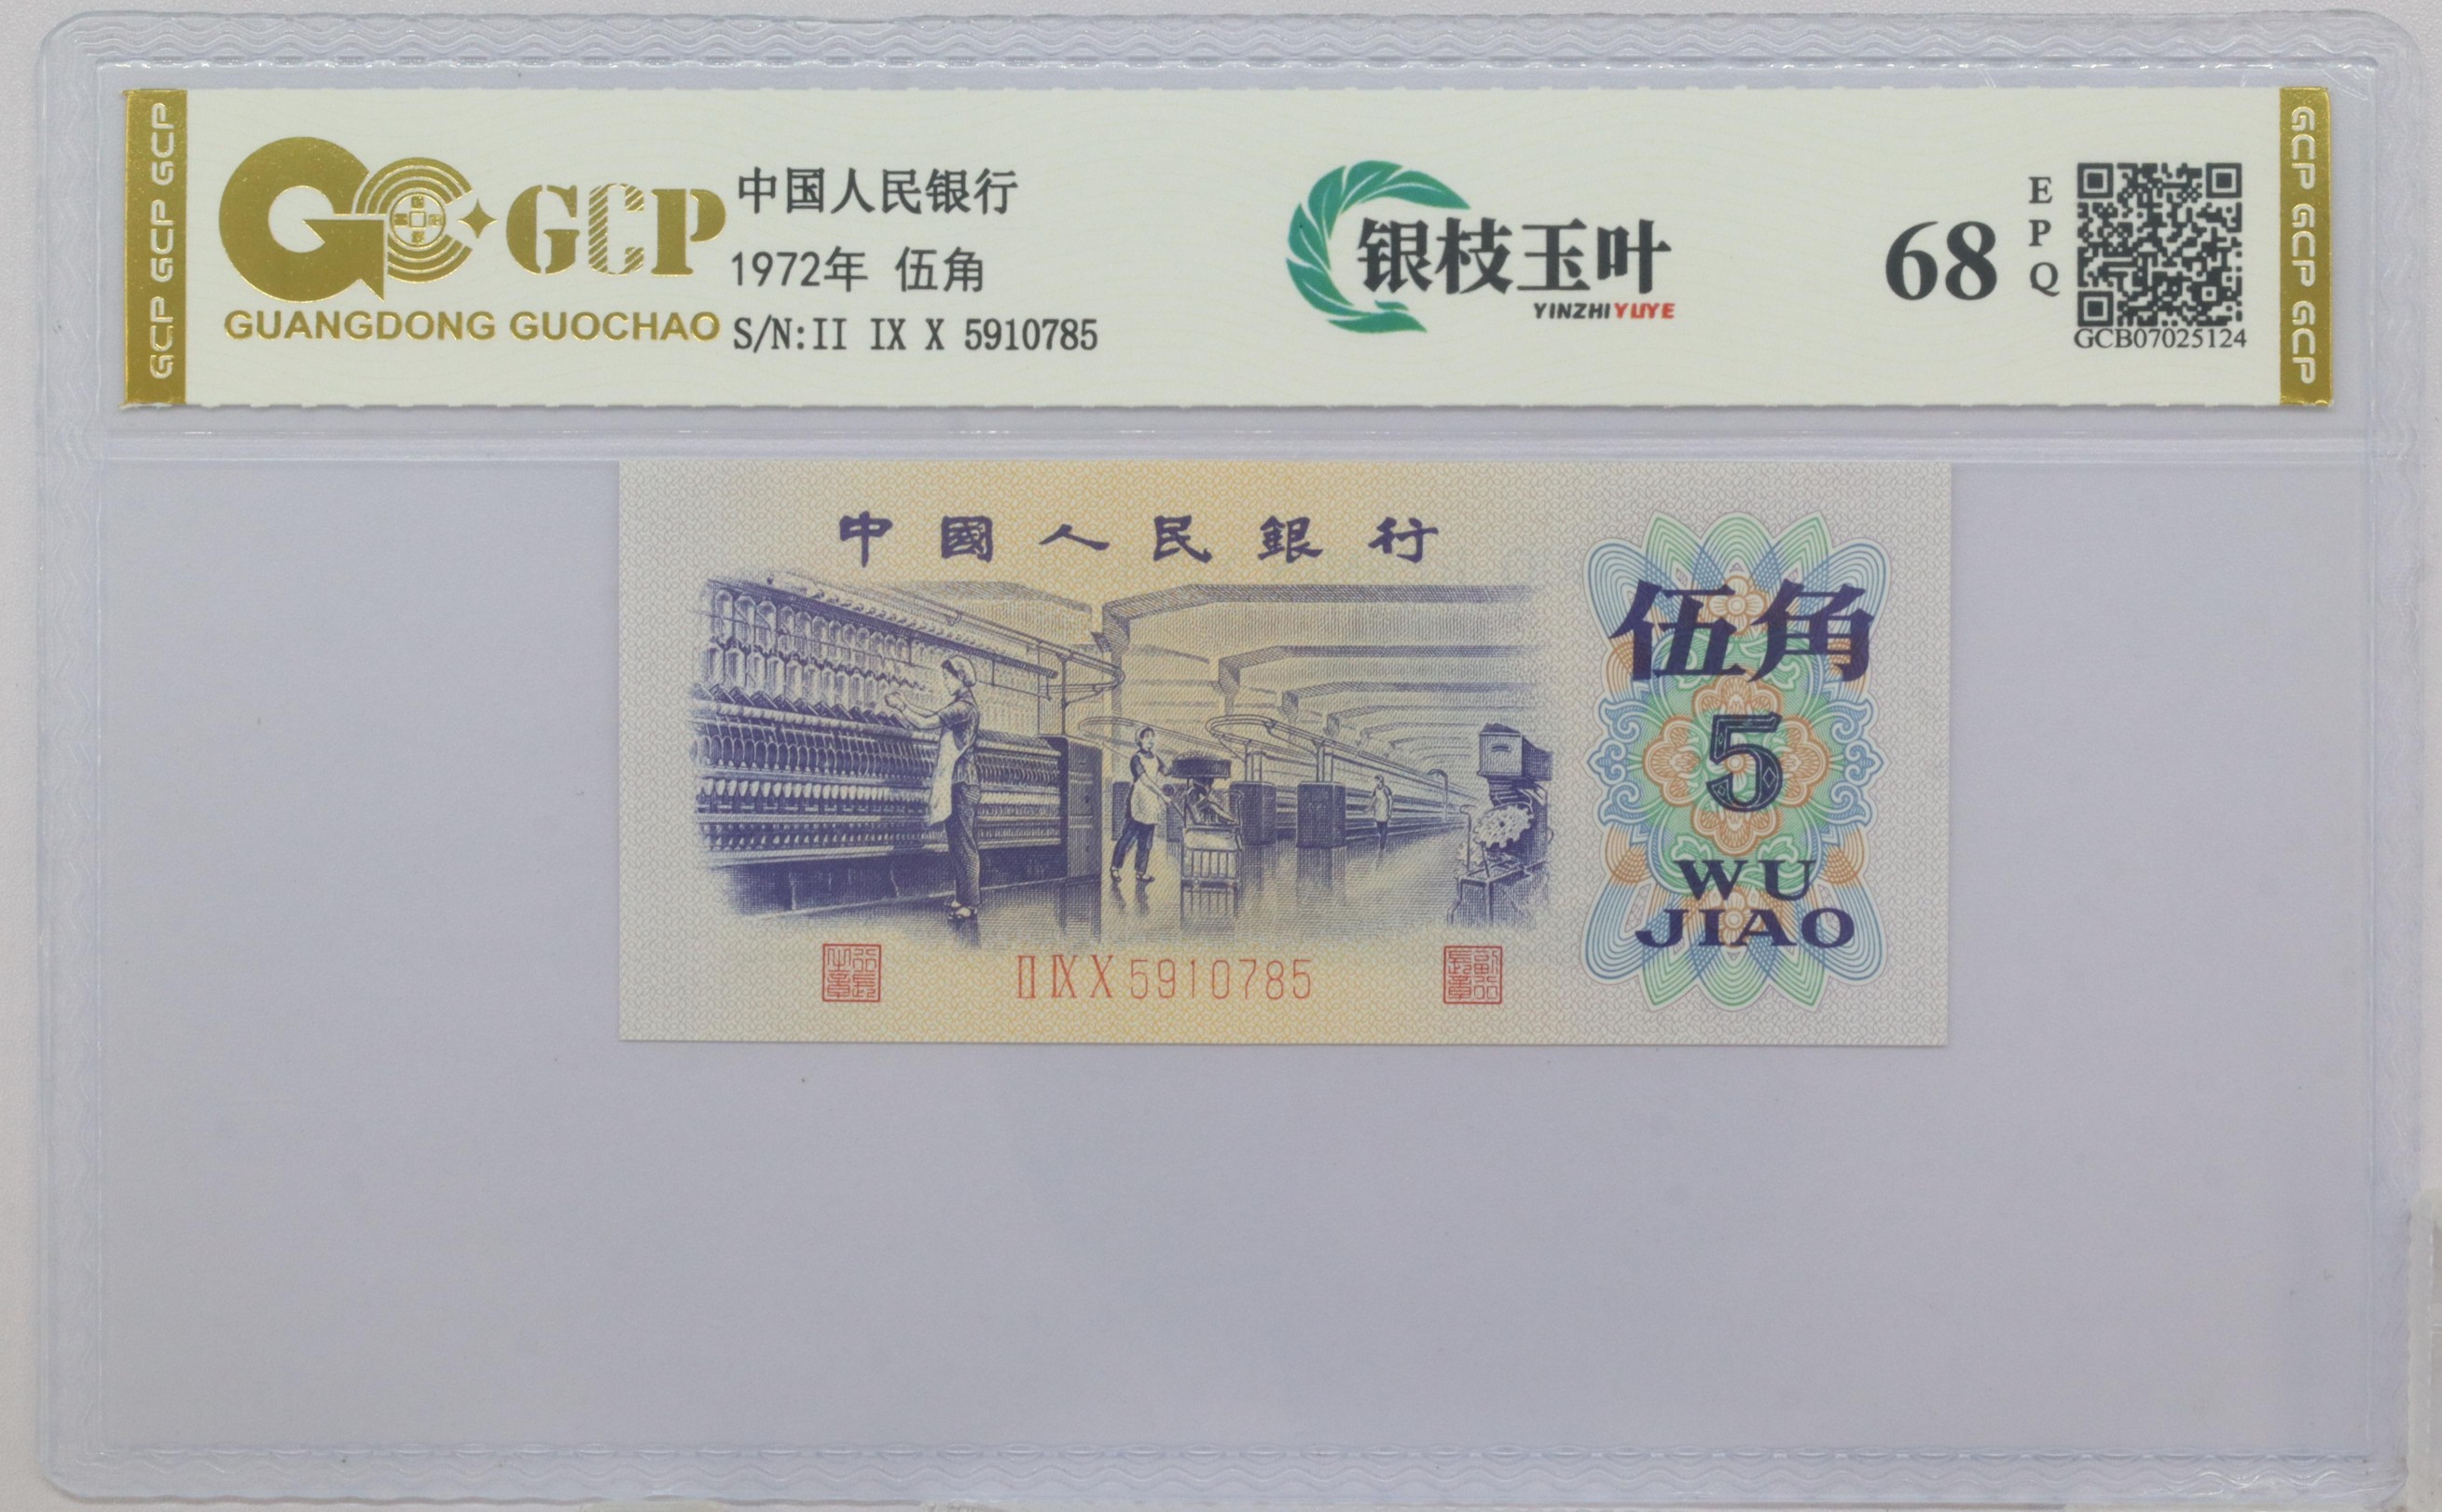 GCP GCP GCP
GCP
GUANGDONG GUOCHAO
中国人民银行
1972年 伍角
S/N:II IX X 5910785
银枝玉叶
YINZHIYUYE
68
EPQ
GCB07025124
GCP GCP GCP
中國人民銀行
伍角
5
WU
JIAO
II IX X 5910785